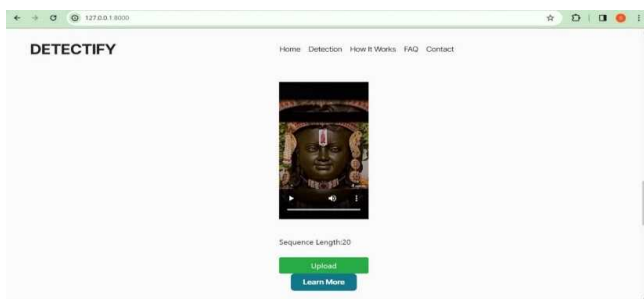 127.0.0.1:8000
DETECTIFY
Home Detection How It Works FAQ Contact
Sequence Length:20
Upload
Learn More